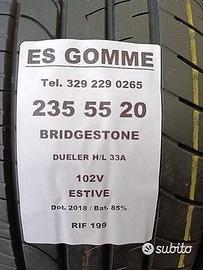 ES GOMME
Tel. 329 229 0265
235 55 20
BRIDGESTONE
DUELER H/L 33A
102V
ESTIVE
Dot. 2018 / Bat. 85%
RIF 199
subito